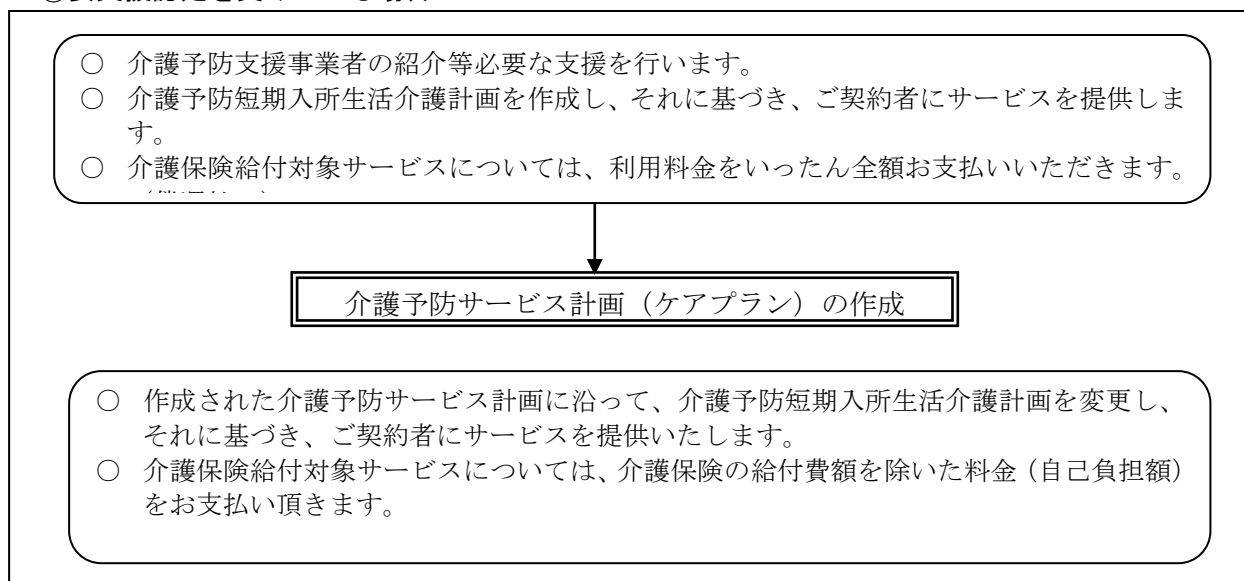 ○ 介護予防支援事業者の紹介等必要な支援を行います。
○ 介護予防短期入所生活介護計画を作成し、それに基づき、ご契約者にサービスを提供しま
す。
○ 介護保険給付対象サービスについては、利用料金をいったん全額お支払いいただきます。
介護予防サービス計画（ケアプラン）の作成
○ 作成された介護予防サービス計画に沿って、介護予防短期入所生活介護計画を変更し、
それに基づき、ご契約者にサービスを提供いたします。
○ 介護保険給付対象サービスについては、介護保険の給付費額を除いた料金（自己負担額）
をお支払い頂きます。